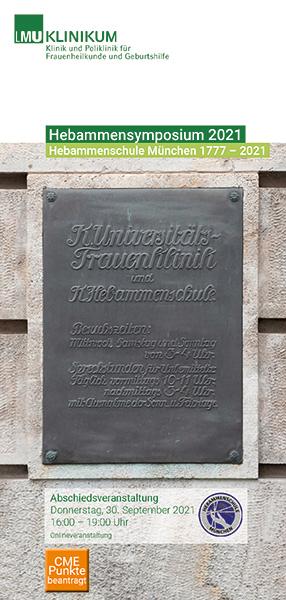 LMU KLINIKUM
Klinik und Poliklinik für
Frauenheilkunde und Geburtshilfe
Hebammensymposium 2021
Hebammenschule München 1777 – 2021
K. Universitäts-
Frauenklinik
und
K. Hebammenschule
Besuchszeiten:
Mittwoch, Samstag und Sonntag
von 3-4 Uhr.
Sprechstunden für Unbemittelte:
Täglich vormittags 10-11 Uhr
nachmittags 3-4 Uhr
mit Ausnahme der Sonn- u. Feiertage
Abschiedsveranstaltung
Donnerstag, 30. September 2021
16:00 – 19:00 Uhr
Onlineveranstaltung
HEBAMMENSCHULE
MÜNCHEN
CME
Punkte
beantragt